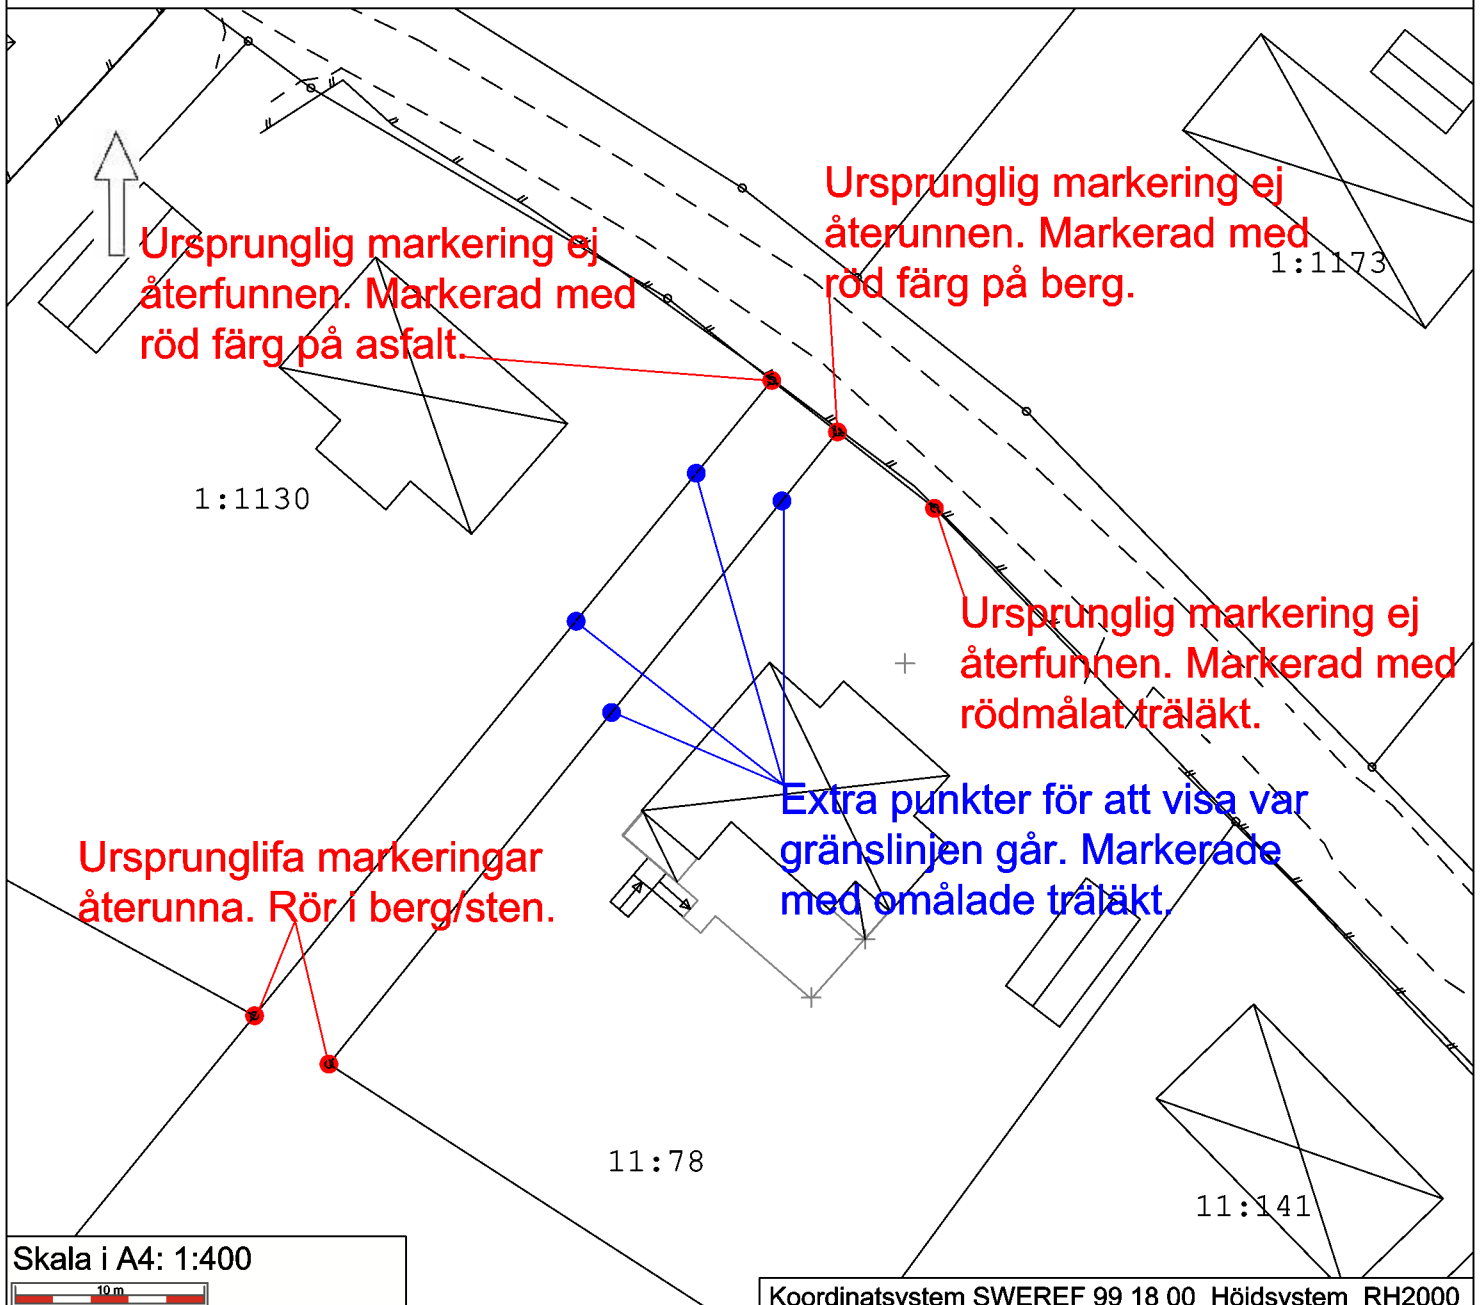 Ursprunglig markering ej
återunnen. Markerad med
röd färg på berg.
1:1173
Ursprunglig markering ej
återfunnen. Markerad med
röd färg på asfalt.
1:1130
Ursprunglig markering ej
återfunnen. Markerad med
rödmålat träläkt.
Extra punkter för att visa var
gränslinjen går. Markerade
med omålade träläkt.
Ursprunglifa markeringar
återunna. Rör i berg/sten.
11:78
11:141
Skala i A4: 1:400
10 m
Koordinatsystem SWEREF 99 18 00 Höjdsystem RH2000